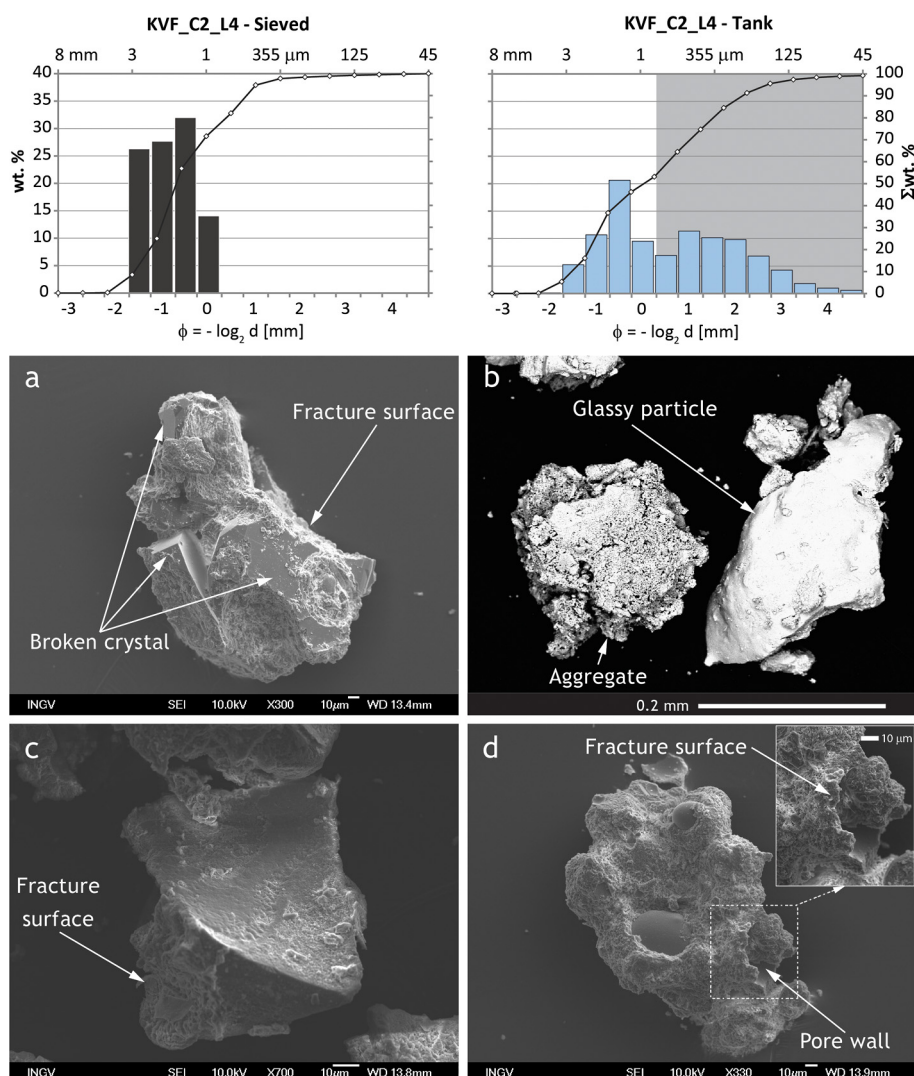 KVF_C2_L4 - Sieved
8 mm 3 1 355 µm 125 45
40
35
30
25
20
15
10
5
0
wt. %
-3 -2 -1 0 1 2 3 4
ϕ = - log₂ d [mm]
KVF_C2_L4 - Tank
8 mm 3 1 355 µm 125 45
100
90
80
70
60
50
40
30
20
10
0
Σwt. %
-3 -2 -1 0 1 2 3 4
ϕ = - log₂ d [mm]
a
Fracture surface
Broken crystal
INGV SEI 10.0kV X300 10µm WD 13.4mm
b
Glassy particle
Aggregate
0.2 mm
c
Fracture
surface
INGV SEI 10.0kV X700 10µm WD 13.8mm
d
Fracture surface
10 µm
Pore wall
INGV SEI 10.0kV X330 10µm WD 13.9mm